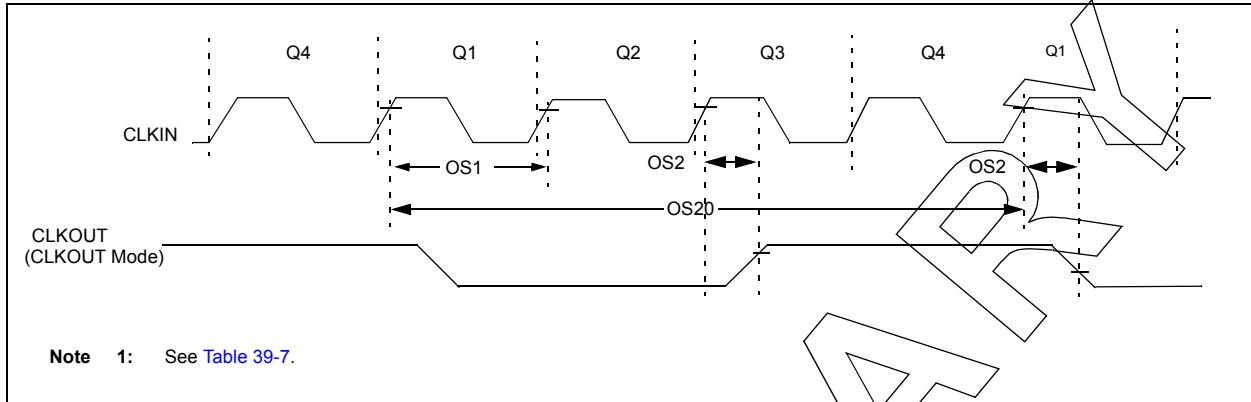 Q4 Q1 Q2 Q3 Q4 Q1
CLKIN
OS1 OS2 OS2
OS20
CLKOUT
(CLKOUT Mode)
Note 1: See Table 39-7.
A R Y